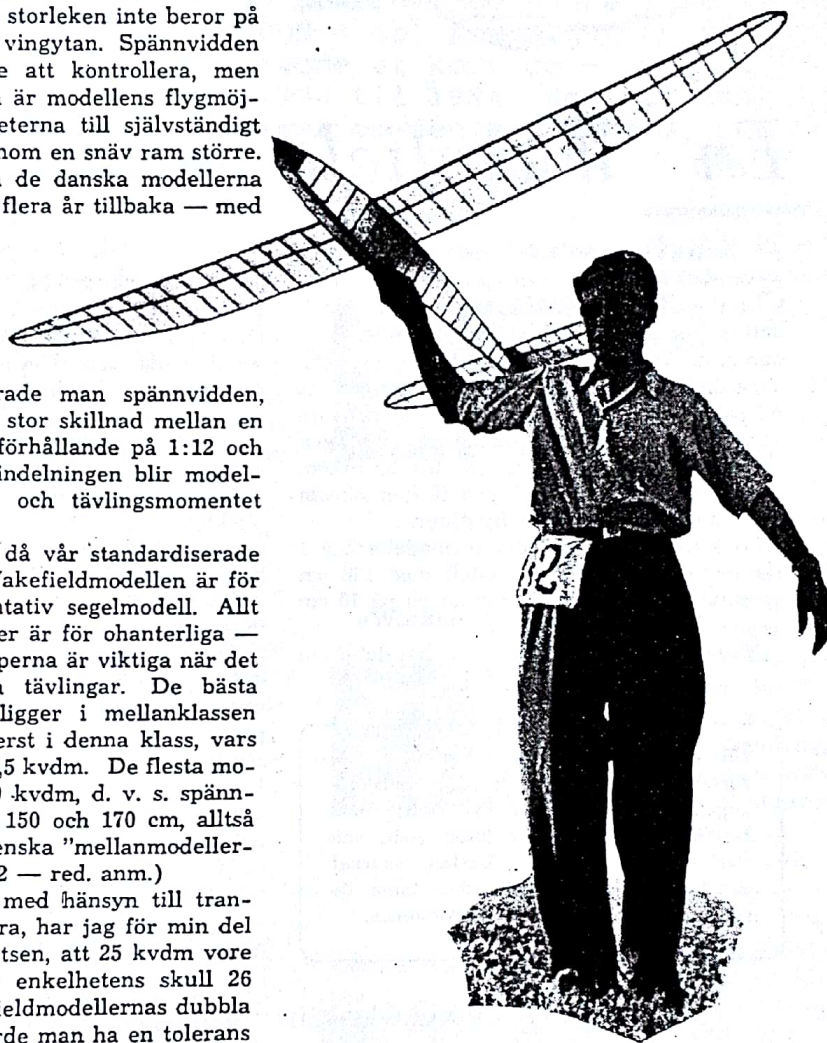 storleken inte beror på
vingytan. Spännvidden
att kontrollera, men
är modellens flygmöj-
eterna till självständigt
nom en snäv ram större.
de danska modellerna
flera år tillbaka — med
rade man spännvidden,
stor skillnad mellan en
förhållande på 1:12 och
indelningen blir model-
och tävlingsmomentet
då vår standardiserade
akefieldmodellen är för
tativ segelmodell. Allt
er är för ohanterliga —
perna är viktiga när det
tävlingar. De bästa
ligger i mellanklassen
erst i denna klass, vars
,5 kvdm. De flesta mo-
kvdm, d. v. s. spänn-
150 och 170 cm, alltså
enska "mellanmodeller-
2 — red. anm.)
med hänsyn till tran-
ra, har jag för min del
tsen, att 25 kvdm vore
enkelhetens skull 26
ieldmodellernas dubbla
rde man ha en tolerans
2